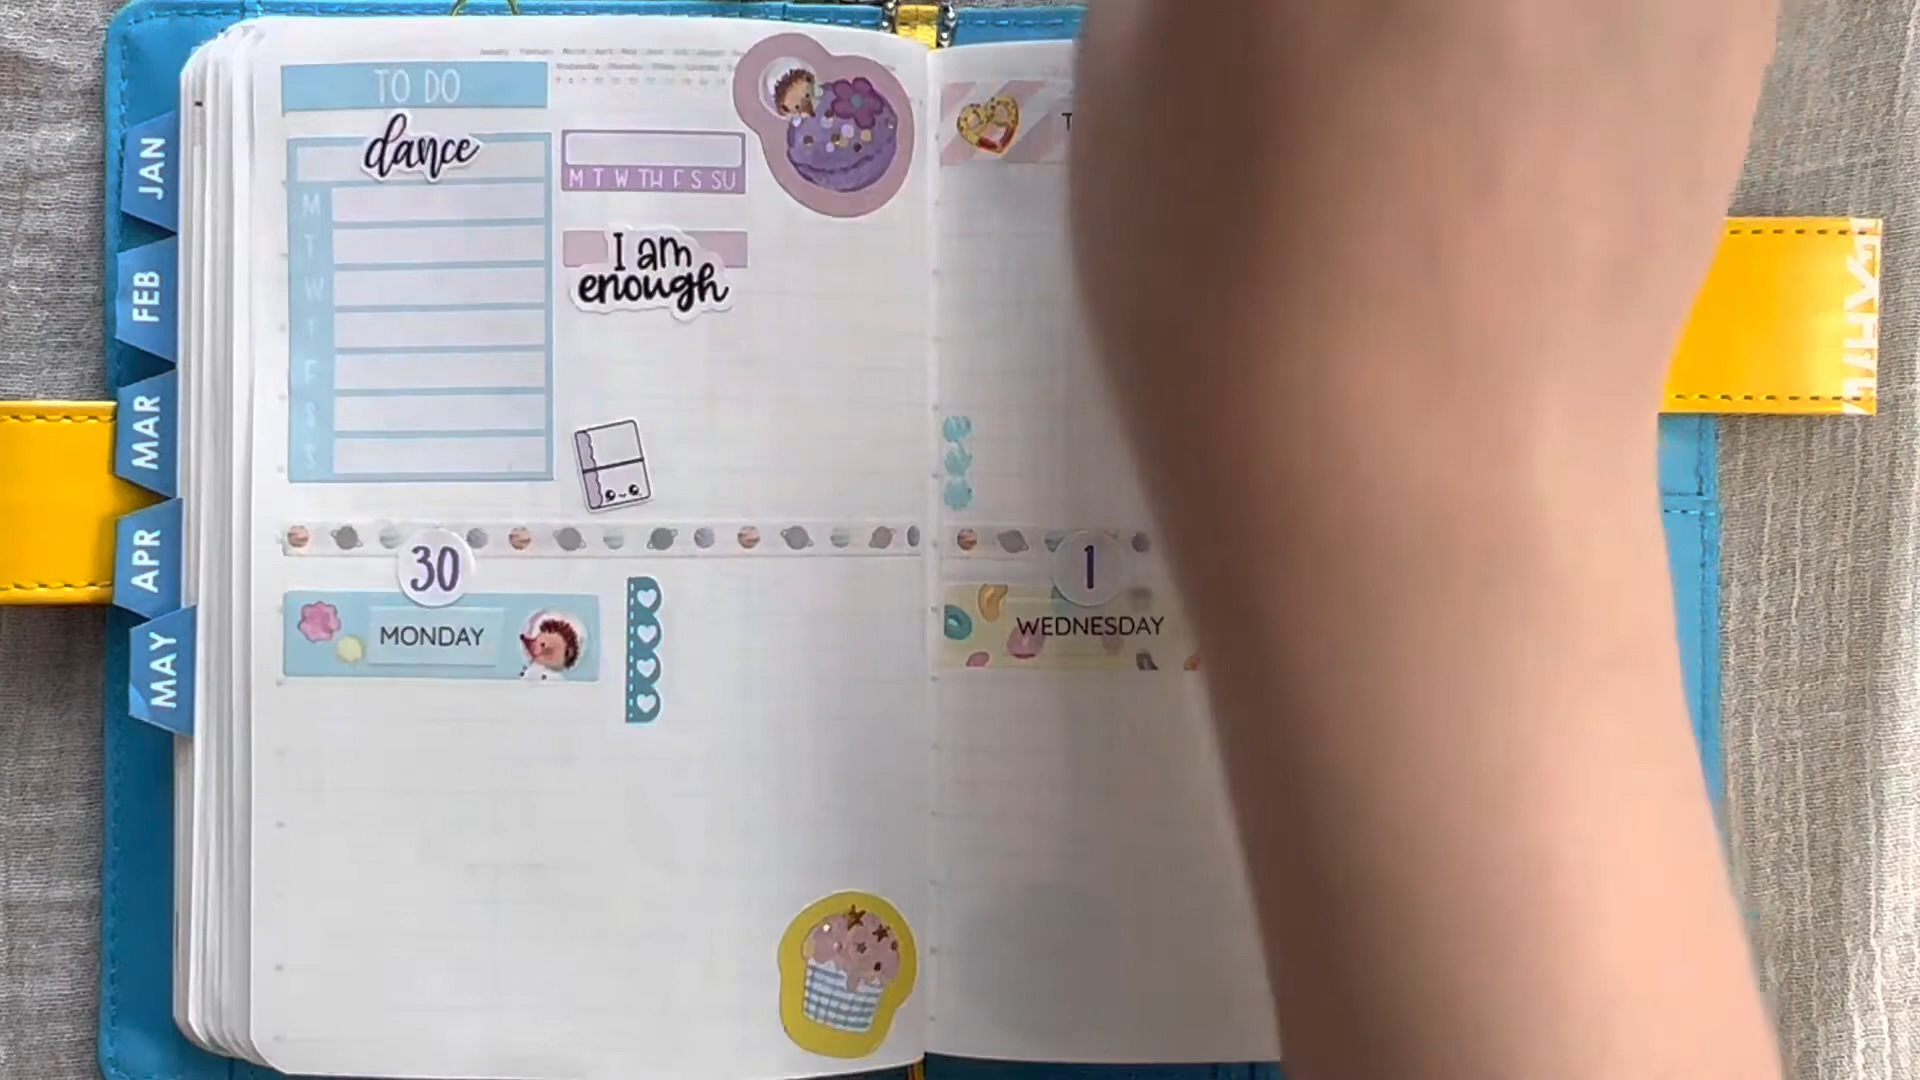 TO DO
dance
M
T
W
T
F
S
S
M T W TH F S SU
I am
enough
30
MONDAY
1
WEDNESDAY
JAN
FEB
MAR
APR
MAY